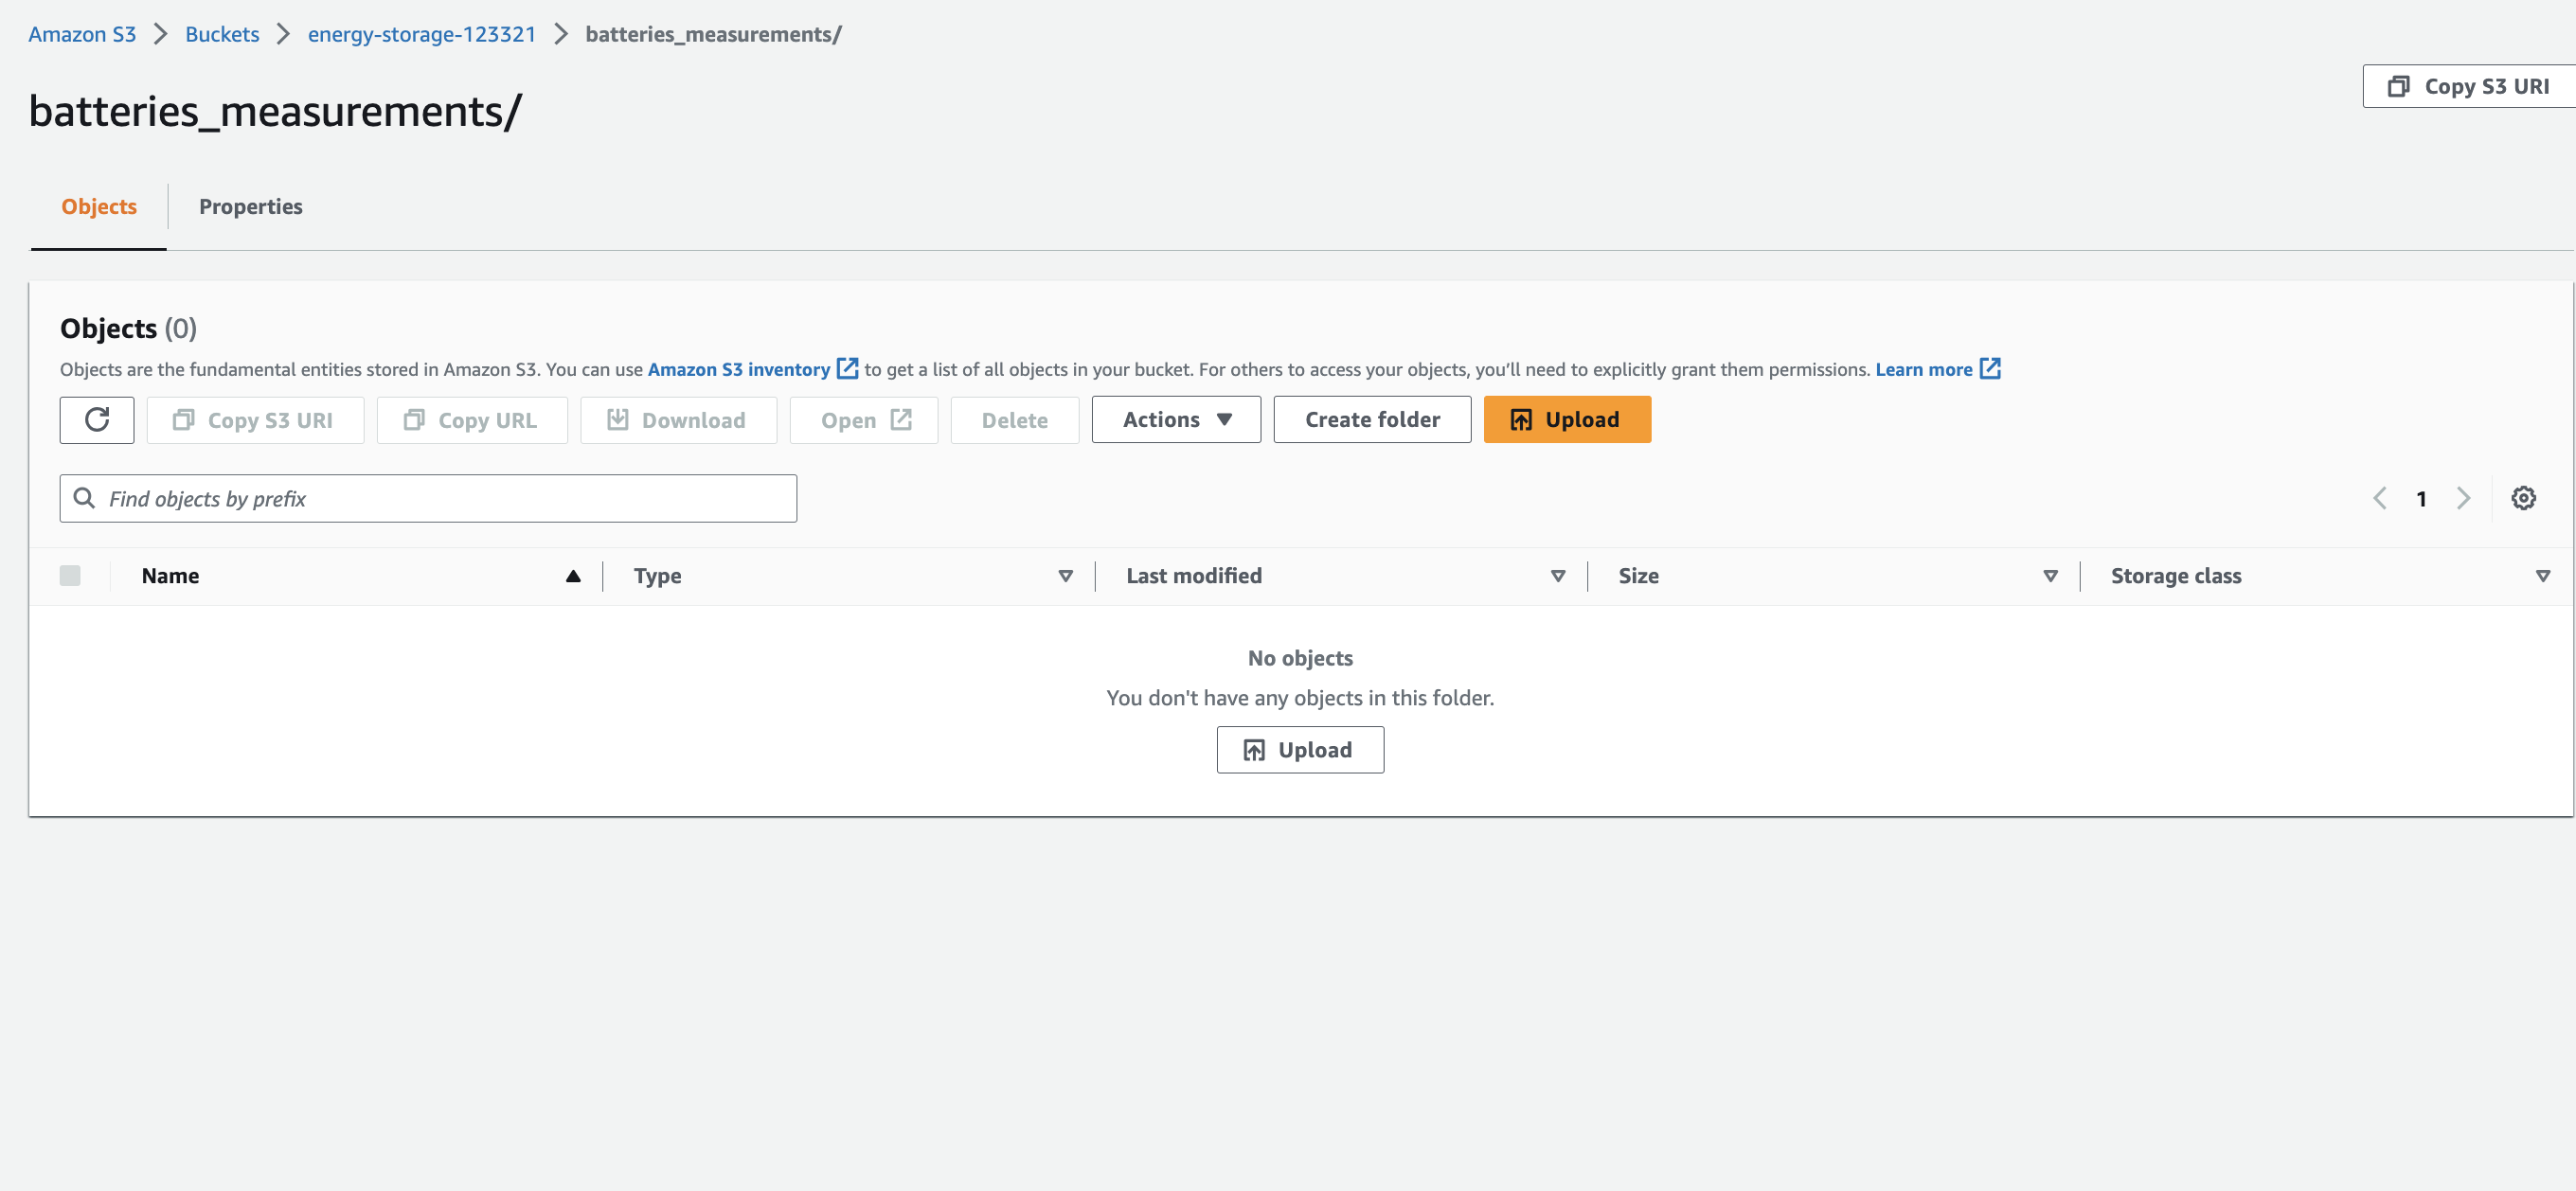 Amazon S3 > Buckets > energy-storage-123321 > batteries_measurements/
Copy S3 URI
batteries_measurements/
Objects Properties
Objects (0)
Objects are the fundamental entities stored in Amazon S3. You can use Amazon S3 inventory to get a list of all objects in your bucket. For others to access your objects, you’ll need to explicitly grant them permissions. Learn more
Copy S3 URI Copy URL Download Open Delete Actions Create folder Upload
Find objects by prefix
1
Name Type Last modified Size Storage class
No objects
You don't have any objects in this folder.
Upload